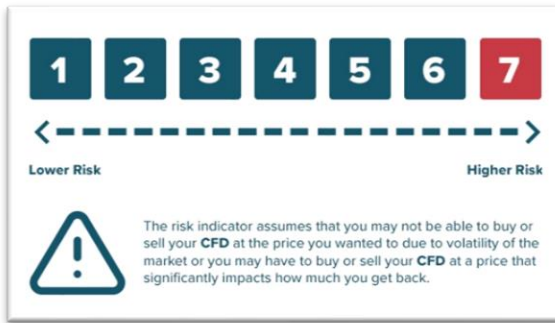 1 2 3 4 5 6 7
Lower Risk Higher Risk
The risk indicator assumes that you may not be able to buy or
sell your CFD at the price you wanted to due to volatility of the
market or you may have to buy or sell your CFD at a price that
significantly impacts how much you get back.